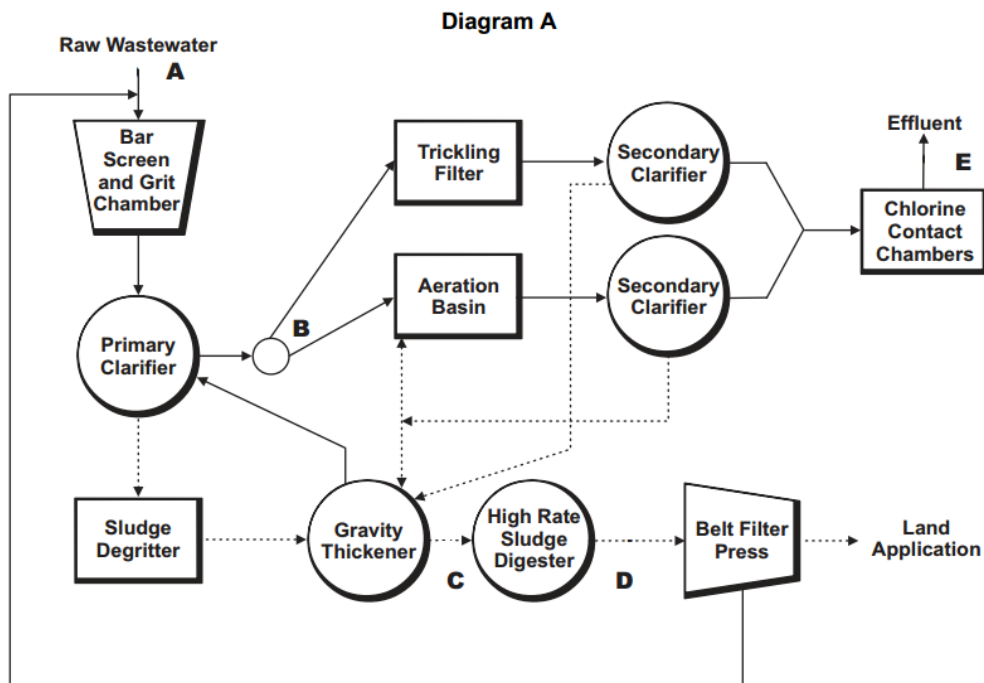 Diagram A
Raw Wastewater
A
Bar
Screen
and Grit
Chamber
Trickling
Filter
Secondary
Clarifier
Effluent
E
Chlorine
Contact
Chambers
Aeration
Basin
Secondary
Clarifier
B
Primary
Clarifier
Sludge
Degritter
Gravity
Thickener
C
High Rate
Sludge
Digester
D
Belt Filter
Press
Land
Application